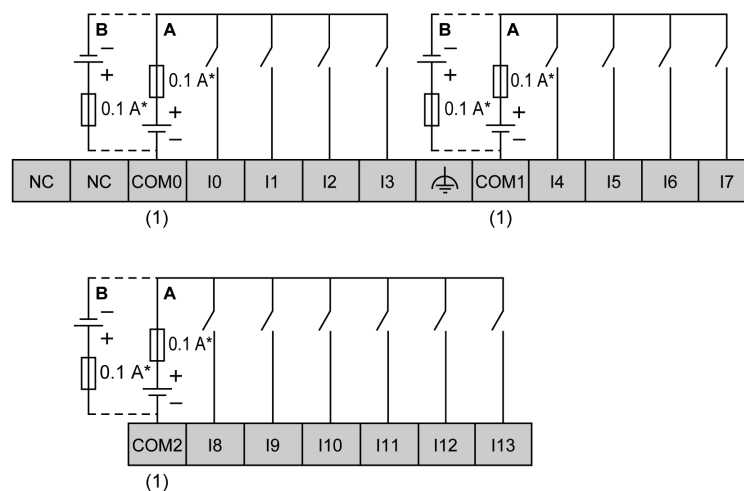 B A B A
− −
+ 0.1 A* + 0.1 A*
0.1 A* + 0.1 A* +
− −
NC NC COM0 I0 I1 I2 I3 COM1 I4 I5 I6 I7
(1) (1)
B A
−
+ 0.1 A*
0.1 A* +
−
COM2 I8 I9 I10 I11 I12 I13
(1)